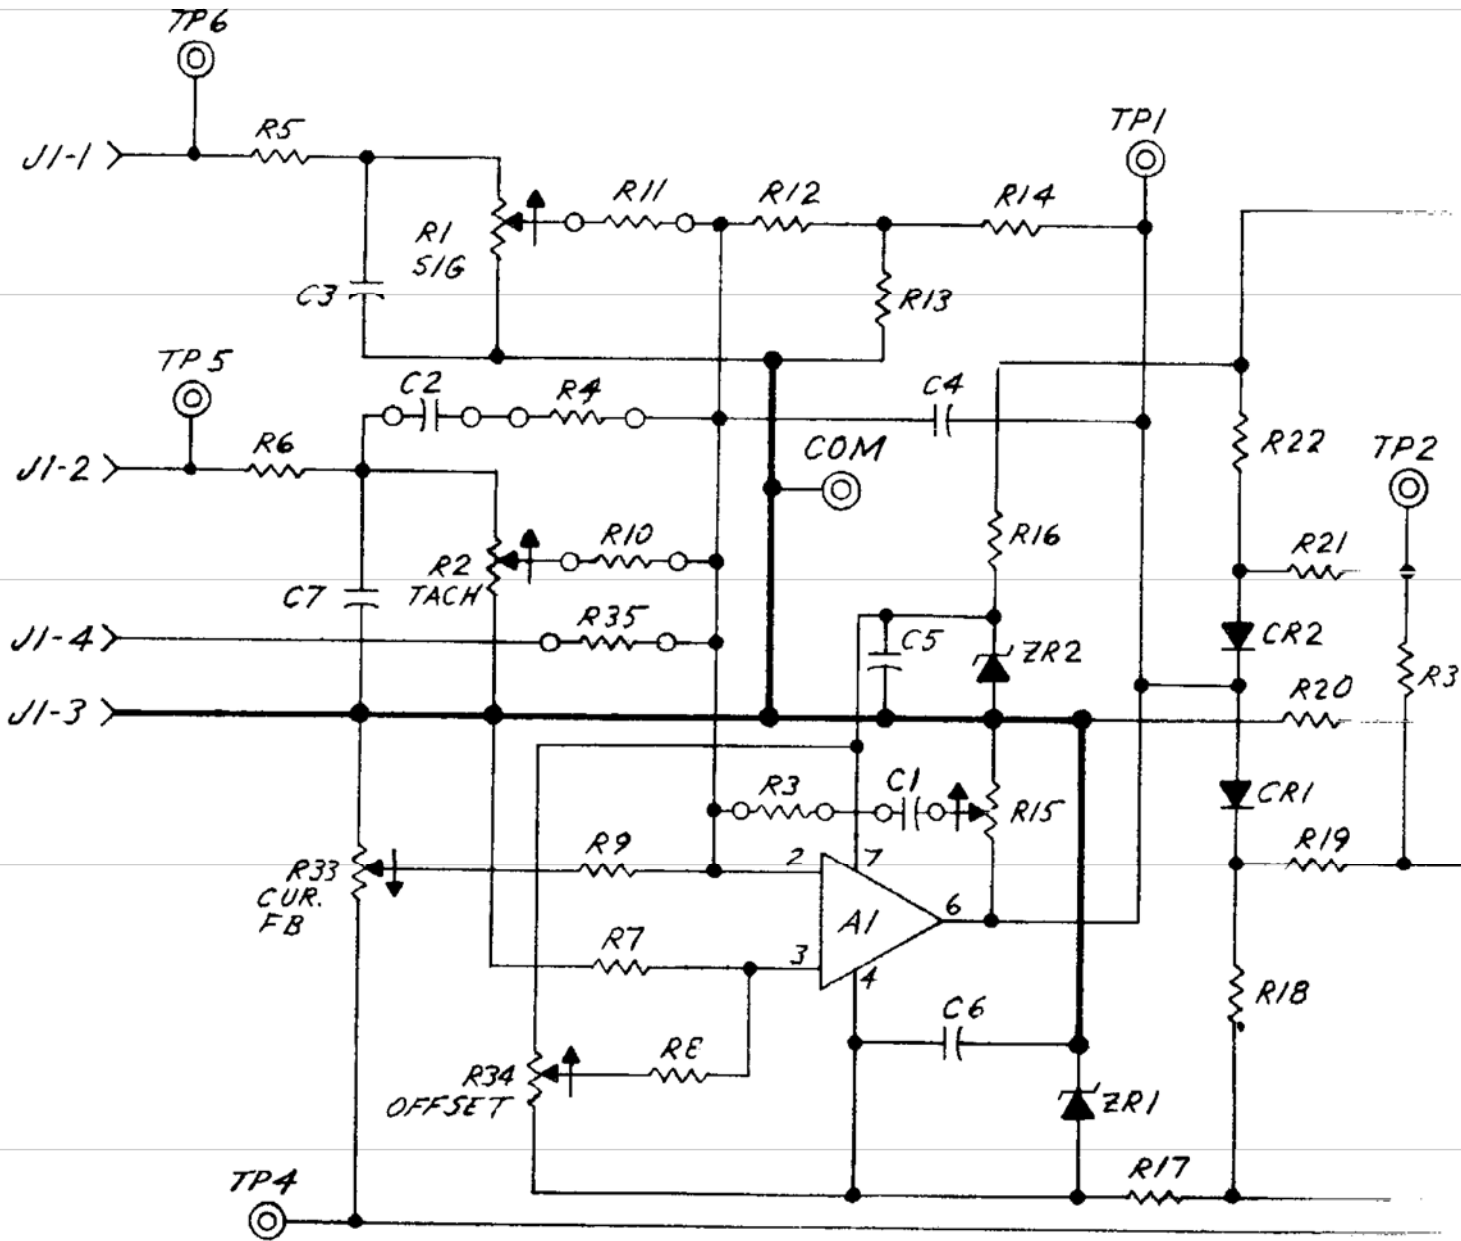 TP6
TP1
J1-1
R5
R11
R12
R14
R1
SIG
C3
R13
TP5
C2
R4
C4
COM
R22
TP2
J1-2
R6
R16
R21
R10
R2
TACH
C7
R35
C5
ZR2
CR2
R3
J1-4
J1-3
R20
R3
C1
R15
CR1
R19
R9
2
7
R33
CUR.
FB
A1
6
R7
3
4
R18
C6
R8
R34
OFFSET
ZR1
R17
TP4